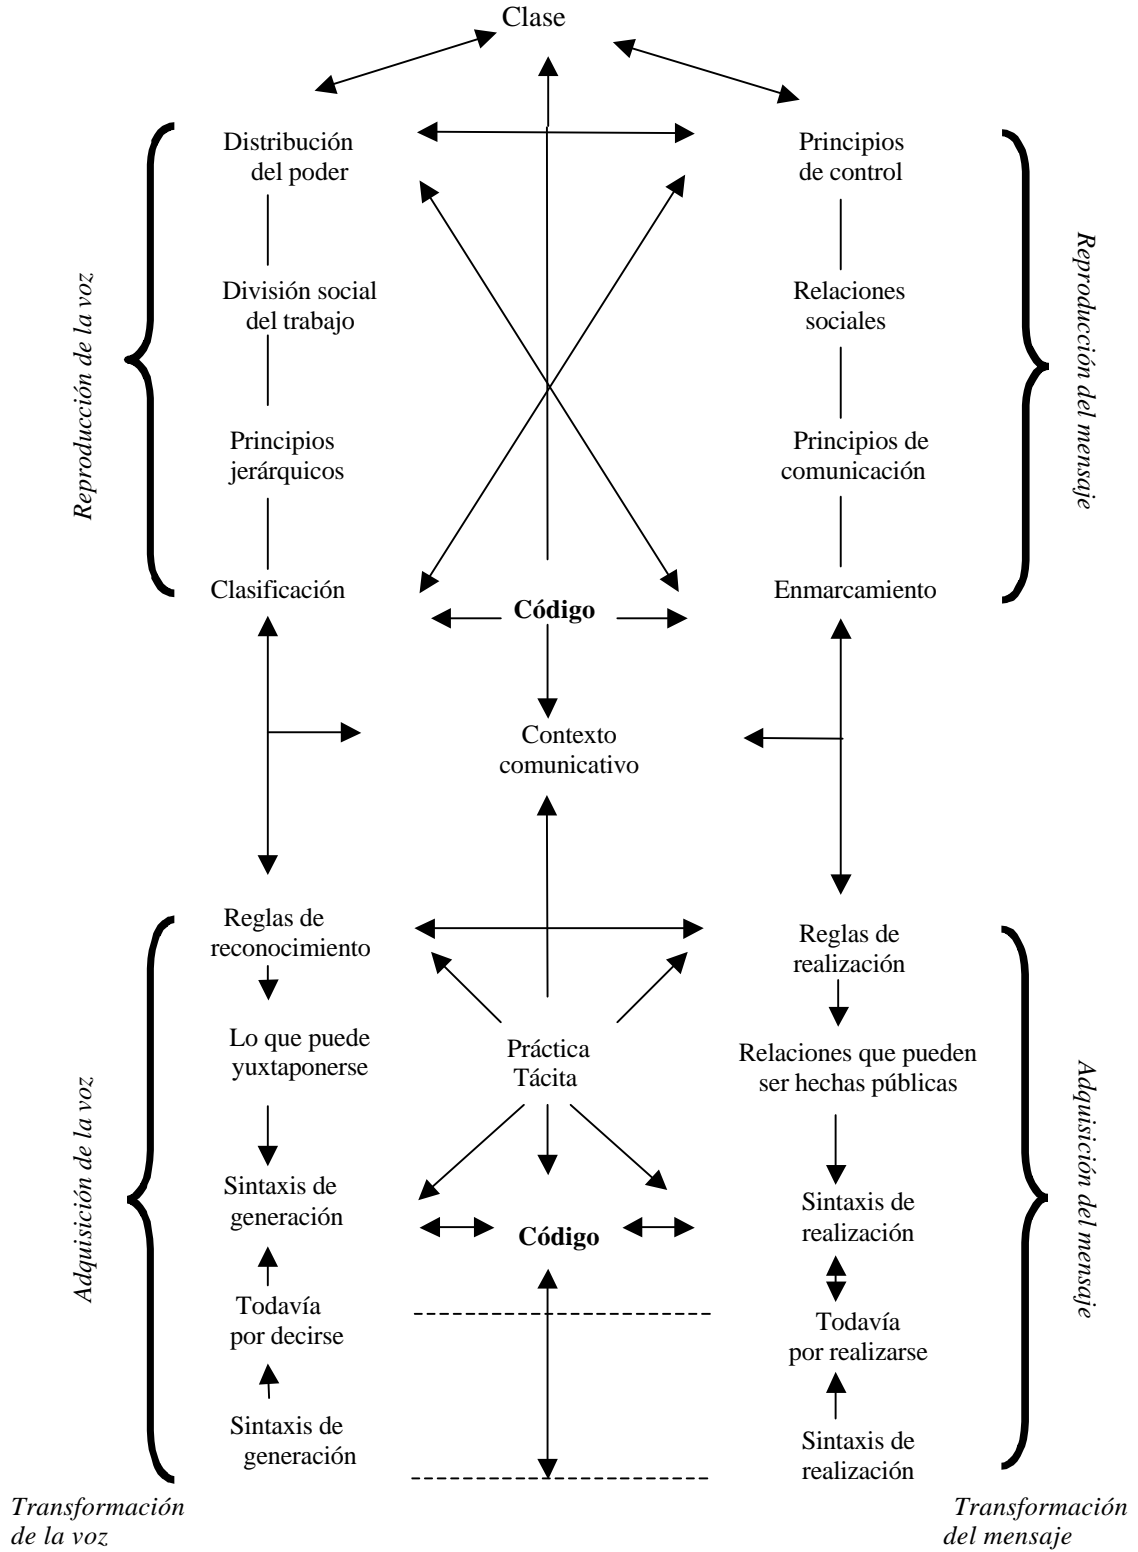 Clase
Distribución
del poder
Principios
de control
Reproducción de la voz
Reproducción del mensaje
División social
del trabajo
Relaciones
sociales
Principios
jerárquicos
Principios de
comunicación
Clasificación
Código
Enmarcamiento
Contexto
comunicativo
Reglas de
reconocimiento
Reglas de
realización
Lo que puede
yuxtaponerse
Práctica
Tácita
Relaciones que pueden
ser hechas públicas
Adquisición de la voz
Adquisición del mensaje
Sintaxis de
generación
Código
Sintaxis de
realización
Todavía
por decirse
Todavía
por realizarse
Sintaxis de
generación
Sintaxis de
realización
Transformación
de la voz
Transformación
del mensaje